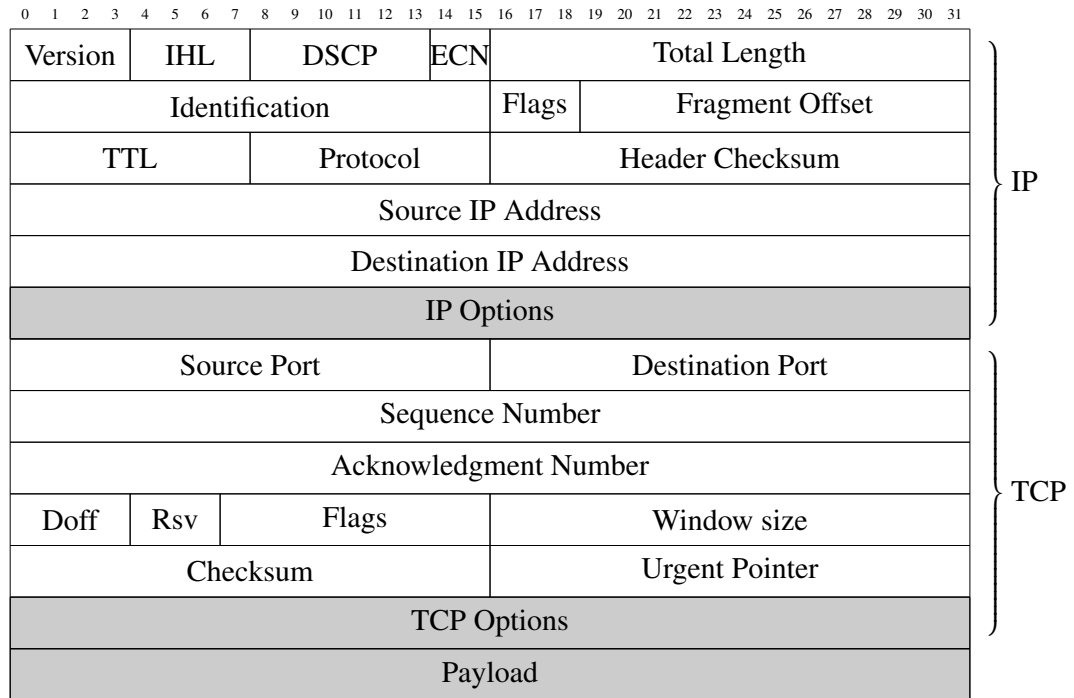 0 1 2 3 4 5 6 7 8 9 10 11 12 13 14 15 16 17 18 19 20 21 22 23 24 25 26 27 28 29 30 31
Version IHL DSCP ECN Total Length
Identification Flags Fragment Offset
TTL Protocol Header Checksum
IP
Source IP Address
Destination IP Address
IP Options
Source Port Destination Port
Sequence Number
Acknowledgment Number
TCP
Doff Rsv Flags Window size
Checksum Urgent Pointer
TCP Options
Payload